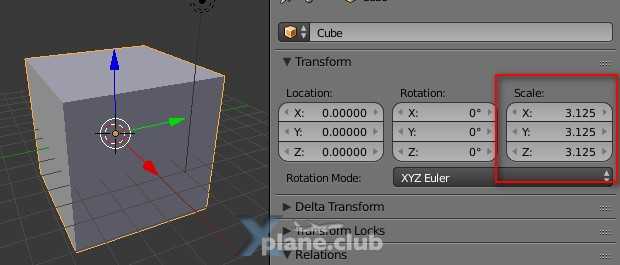 Cube
Cube
Transform
Location: Rotation: Scale:
X: 0.00000 X: 0° X: 3.125
Y: 0.00000 Y: 0° Y: 3.125
Z: 0.00000 Z: 0° Z: 3.125
Rotation Mode: XYZ Euler
Delta Transform
Transform Locks
Xplane.club
Relations